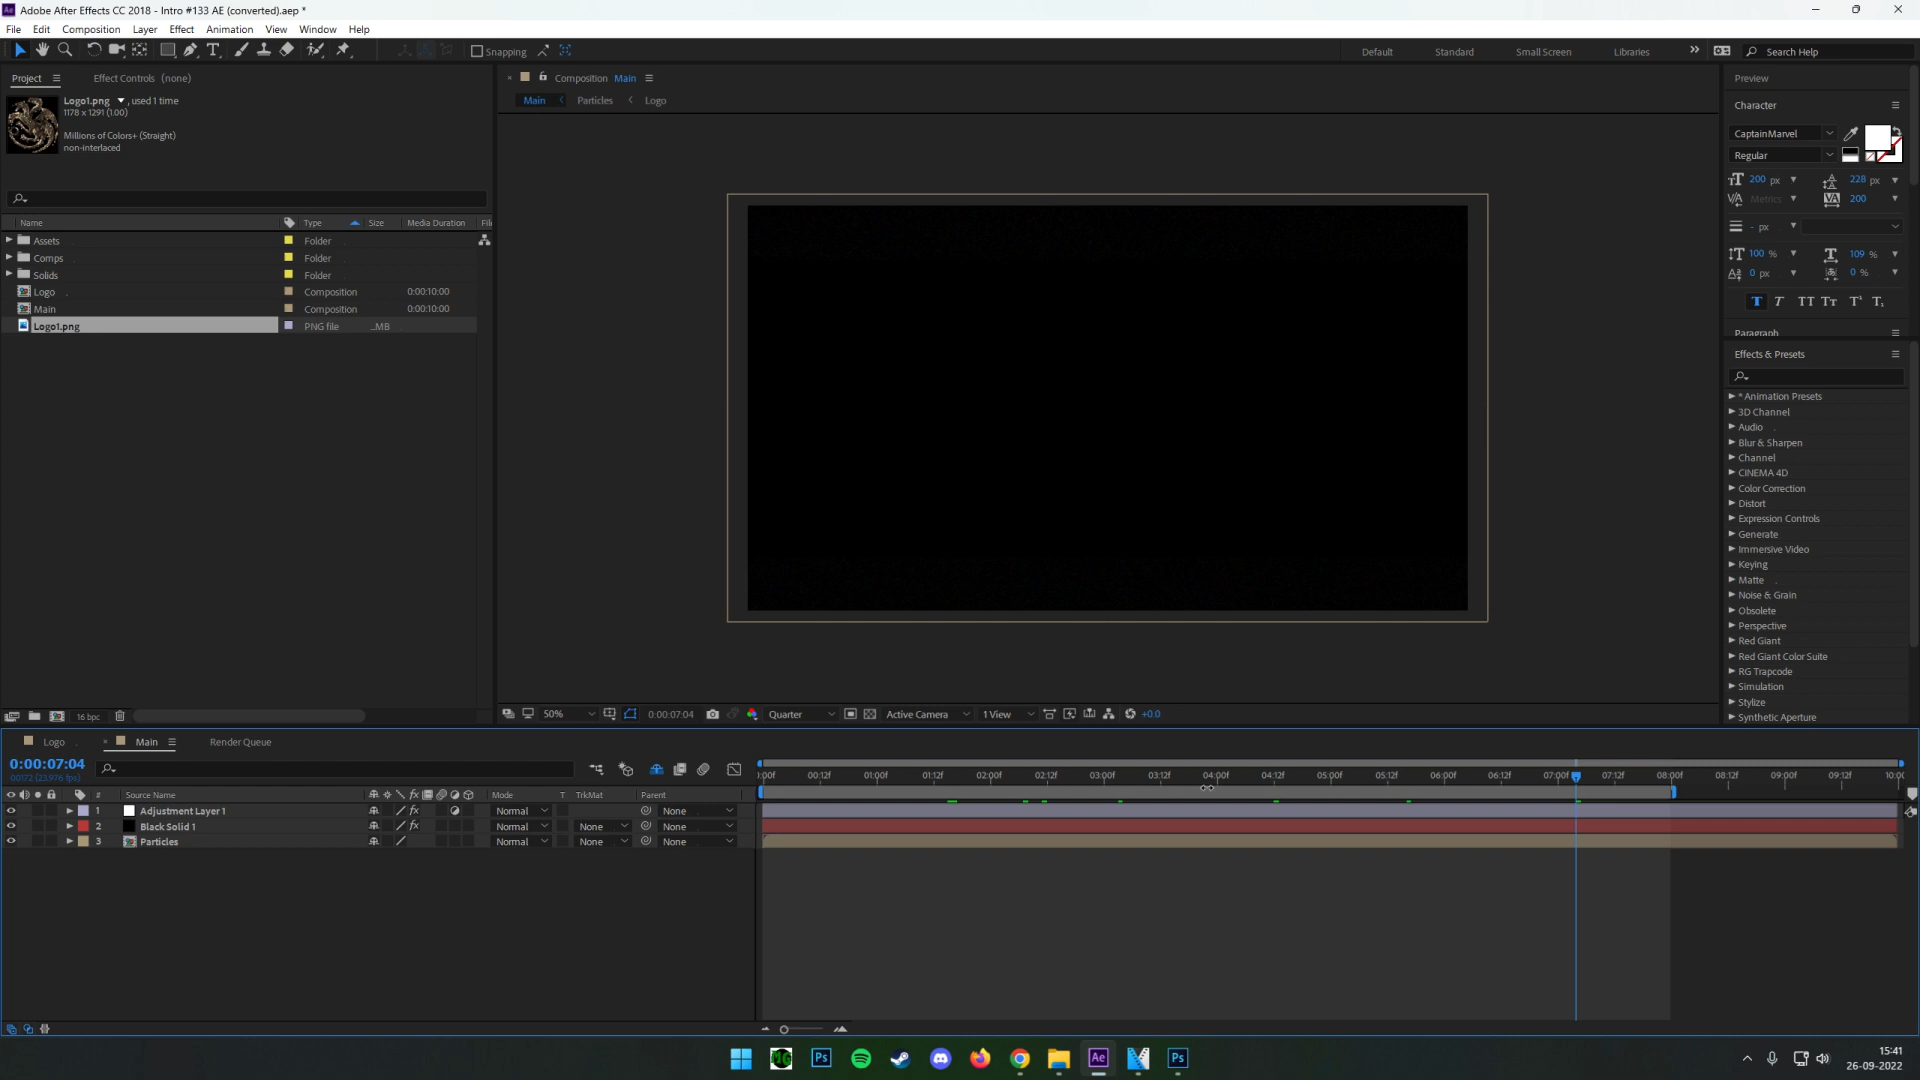 Adobe After Effects CC 2018 - Intro #133 AE (converted).aep *
File Edit Composition Layer Effect Animation View Window Help
Snapping
Default Standard Small Screen Libraries
Search Help
Project Effect Controls (none)
Logo1.png , used 1 time
1178 x 1291 (1.00)
Millions of Colors+ (Straight)
non-interlaced
Name Type Size Media Duration Fil
Assets Folder
Comps Folder
Solids Folder
Logo Composition 0:00:10:00
Main Composition 0:00:10:00
Logo1.png PNG file ...MB
16 bpc
Composition Main
Main Particles Logo
50% 0:00:07:04 Quarter Active Camera 1 View +0.0
Preview
Character
CaptainMarvel
Regular
200 px 228 px
Metrics 200
- px
100 % 109 %
0 px 0 %
Paragraph
Effects & Presets
* Animation Presets
3D Channel
Audio
Blur & Sharpen
Channel
CINEMA 4D
Color Correction
Distort
Expression Controls
Generate
Immersive Video
Keying
Matte
Noise & Grain
Obsolete
Perspective
Red Giant
Red Giant Color Suite
RG Trapcode
Simulation
Stylize
Synthetic Aperture
Logo Main Render Queue
0:00:07:04
00172 (23.976 fps)
:00f 00:12f 01:00f 01:12f 02:00f 02:12f 03:00f 03:12f 04:00f 04:12f 05:00f 05:12f 06:00f 06:12f 07:00f 07:12f 08:00f 08:12f 09:00f 09:12f 10:00
# Source Name Mode T TrkMat Parent
1 Adjustment Layer 1 Normal None
2 Black Solid 1 Normal None None
3 Particles Normal None None
15:41
26-09-2022